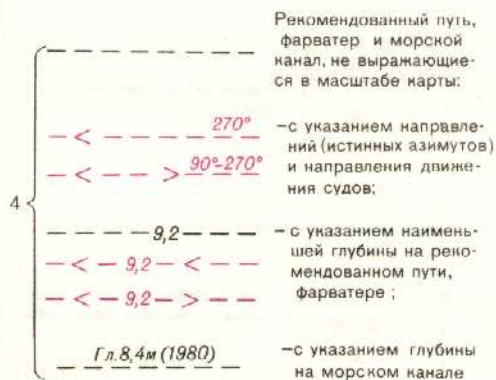 Рекомендованный путь,
фарватер и морской
канал, не выражающие-
ся в масштабе карты:
270°
– с указанием направле-
ний (истинных азимутов)
90°-270°
и направления движе-
ния судов;
4
9,2
– с указанием наимень-
шей глубины на реко-
9,2
мендованном пути,
9,2
фарватере ;
Гл. 8,4м (1980)
– с указанием глубины
на морском канале